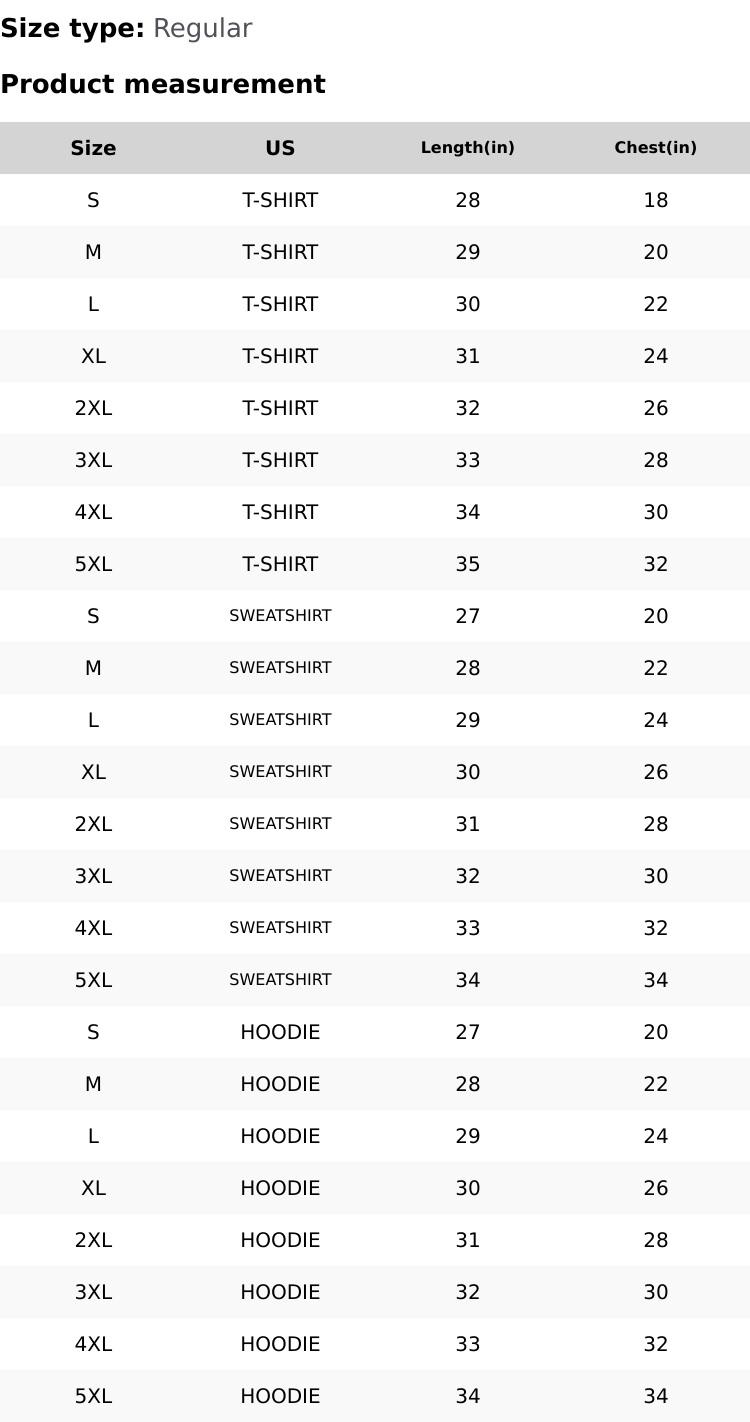 Size type: Regular
Product measurement
Size US Length(in) Chest(in)
S T-SHIRT 28 18
M T-SHIRT 29 20
L T-SHIRT 30 22
XL T-SHIRT 31 24
2XL T-SHIRT 32 26
3XL T-SHIRT 33 28
4XL T-SHIRT 34 30
5XL T-SHIRT 35 32
S SWEATSHIRT 27 20
M SWEATSHIRT 28 22
L SWEATSHIRT 29 24
XL SWEATSHIRT 30 26
2XL SWEATSHIRT 31 28
3XL SWEATSHIRT 32 30
4XL SWEATSHIRT 33 32
5XL SWEATSHIRT 34 34
S HOODIE 27 20
M HOODIE 28 22
L HOODIE 29 24
XL HOODIE 30 26
2XL HOODIE 31 28
3XL HOODIE 32 30
4XL HOODIE 33 32
5XL HOODIE 34 34